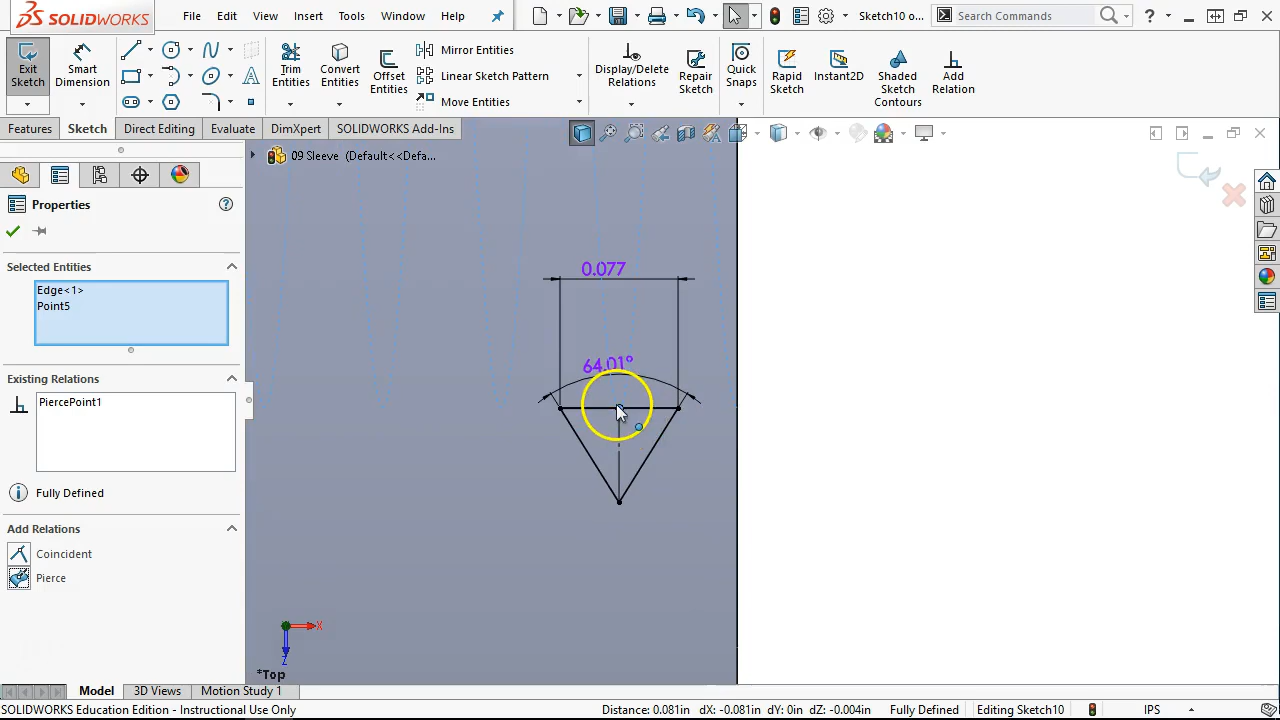 SOLIDWORKS
File Edit View Insert Tools Window Help
Sketch10 o...
Search Commands
Exit Sketch
Smart Dimension
Trim Entities
Convert Entities
Offset Entities
Mirror Entities
Linear Sketch Pattern
Move Entities
Display/Delete Relations
Repair Sketch
Quick Snaps
Rapid Sketch
Instant2D
Shaded Sketch Contours
Add Relation
Features Sketch Direct Editing Evaluate DimXpert SOLIDWORKS Add-Ins
09 Sleeve (Default<<Defa...
Properties
Selected Entities
Edge<1>
Point5
Existing Relations
PiercePoint1
Fully Defined
Add Relations
Coincident
Pierce
0.077
64.01°
X
Z
*Top
Model 3D Views Motion Study 1
SOLIDWORKS Education Edition - Instructional Use Only
Distance: 0.081in dX: -0.081in dY: 0in dZ: -0.004in Fully Defined Editing Sketch10 IPS